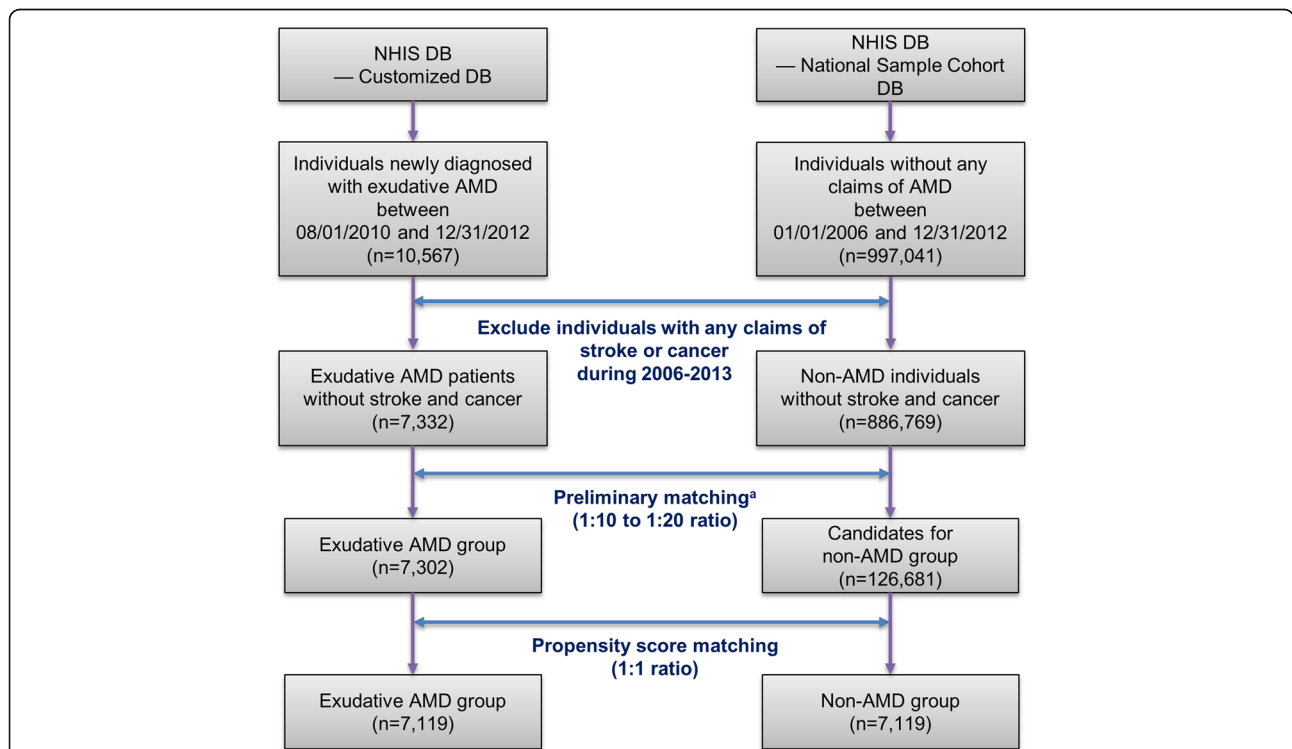 NHIS DB
— Customized DB
NHIS DB
— National Sample Cohort
DB
Individuals newly diagnosed
with exudative AMD
between
08/01/2010 and 12/31/2012
(n=10,567)
Individuals without any
claims of AMD
between
01/01/2006 and 12/31/2012
(n=997,041)
Exclude individuals with any claims of
stroke or cancer
during 2006-2013
Exudative AMD patients
without stroke and cancer
(n=7,332)
Non-AMD individuals
without stroke and cancer
(n=886,769)
Preliminary matchingᵃ
(1:10 to 1:20 ratio)
Exudative AMD group
(n=7,302)
Candidates for
non-AMD group
(n=126,681)
Propensity score matching
(1:1 ratio)
Exudative AMD group
(n=7,119)
Non-AMD group
(n=7,119)